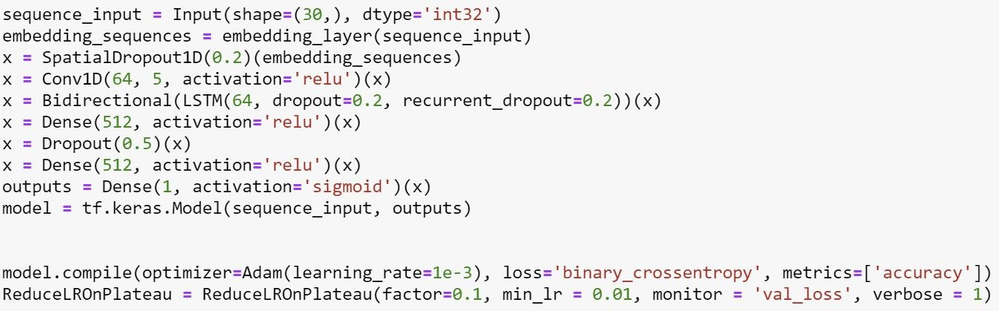 sequence_input = Input(shape=(30,), dtype='int32')
embedding_sequences = embedding_layer(sequence_input)
x = SpatialDropout1D(0.2)(embedding_sequences)
x = Conv1D(64, 5, activation='relu')(x)
x = Bidirectional(LSTM(64, dropout=0.2, recurrent_dropout=0.2))(x)
x = Dense(512, activation='relu')(x)
x = Dropout(0.5)(x)
x = Dense(512, activation='relu')(x)
outputs = Dense(1, activation='sigmoid')(x)
model = tf.keras.Model(sequence_input, outputs)
model.compile(optimizer=Adam(learning_rate=1e-3), loss='binary_crossentropy', metrics=['accuracy'])
ReduceLROnPlateau = ReduceLROnPlateau(factor=0.1, min_lr = 0.01, monitor = 'val_loss', verbose = 1)